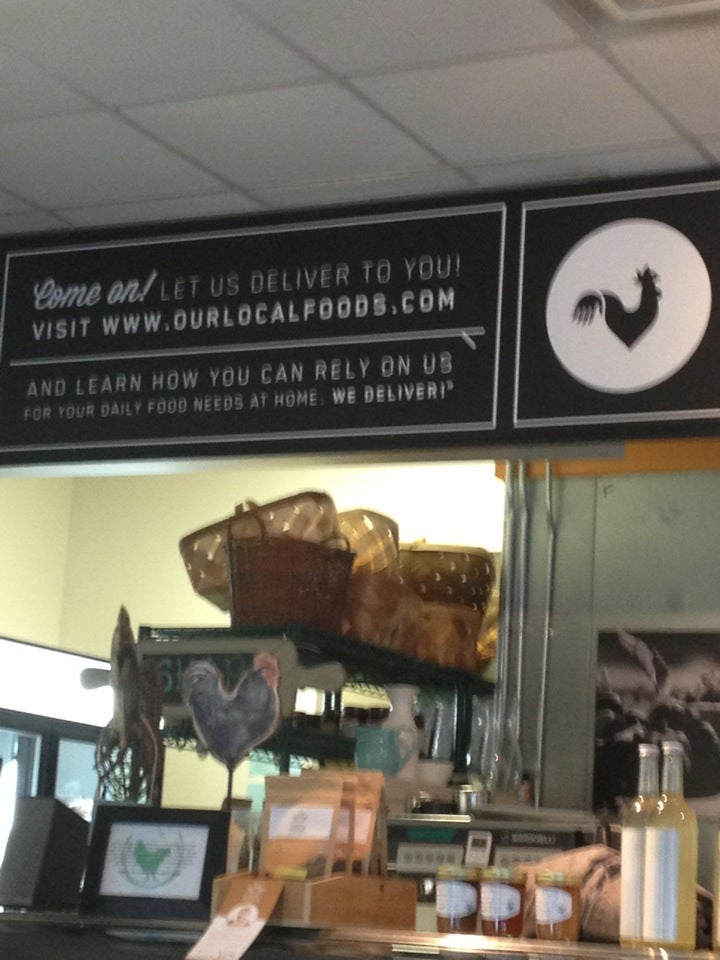 Come on! LET US DELIVER TO YOU!
VISIT WWW.OURLOCALFOODS.COM
AND LEARN HOW YOU CAN RELY ON US
FOR YOUR DAILY FOOD NEEDS AT HOME. WE DELIVER!*